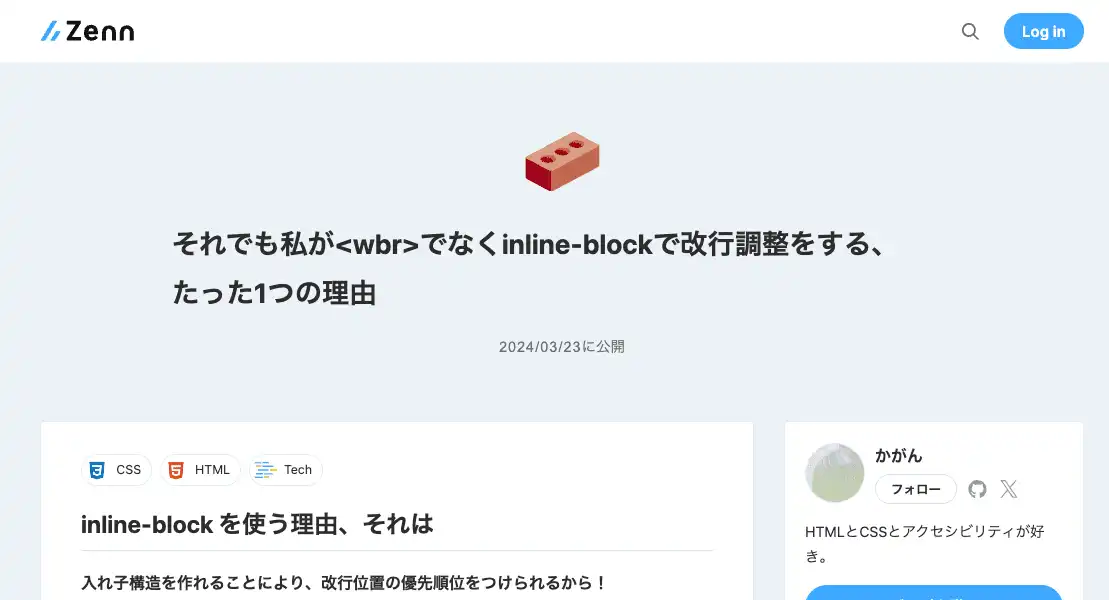 Zenn
Log in
それでも私が<wbr>でなくinline-blockで改行調整をする、
たった1つの理由
2024/03/23に公開
CSS
HTML
Tech
inline-block を使う理由、それは
入れ子構造を作れることにより、改行位置の優先順位をつけられるから！
かがん
フォロー
HTMLとCSSとアクセシビリティが好
き。